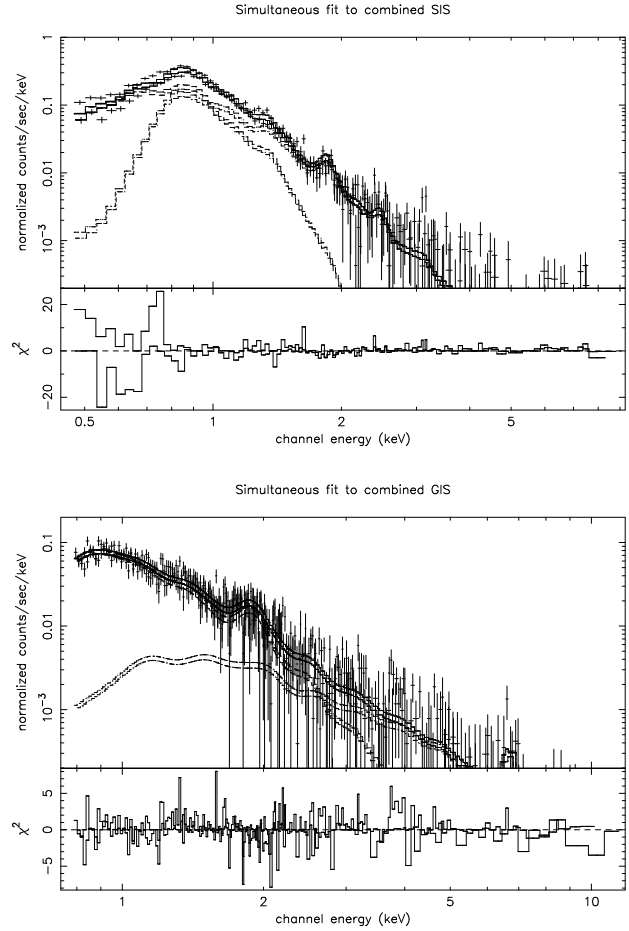 Simultaneous fit to combined SIS
normalized counts/sec/keV
1
0.1
0.01
10⁻³
χ²
20
0
−20
0.5
1
2
5
channel energy (keV)
Simultaneous fit to combined GIS
normalized counts/sec/keV
0.1
0.01
10⁻³
χ²
5
0
−5
1
2
5
10
channel energy (keV)